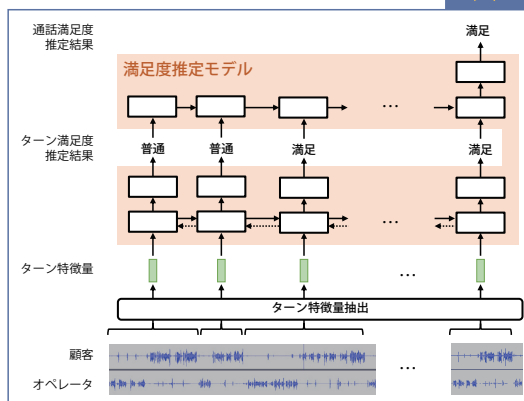 通話満足度
推定結果
満足
満足度推定モデル
…
ターン満足度
推定結果
普通
普通
満足
満足
…
ターン特徴量
…
ターン特徴量抽出
顧客
オペレータ
…